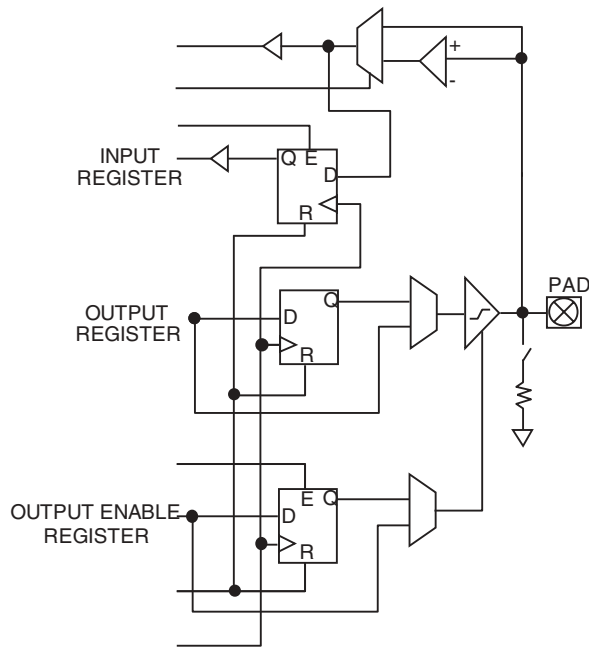 +
-
INPUT
REGISTER
Q E
D
R
PAD
OUTPUT
REGISTER
Q
D
R
OUTPUT ENABLE
REGISTER
E Q
D
R